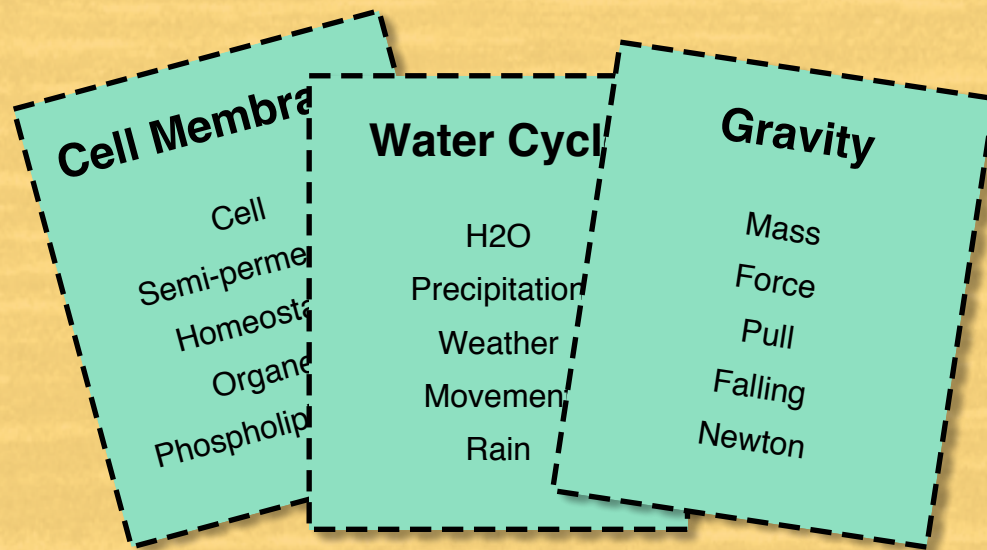 Cell Membra
Cell
Semi-perme
Homeosta
Organe
Phospholip
Water Cycl
H2O
Precipitation
Weather
Movement
Rain
Gravity
Mass
Force
Pull
Falling
Newton